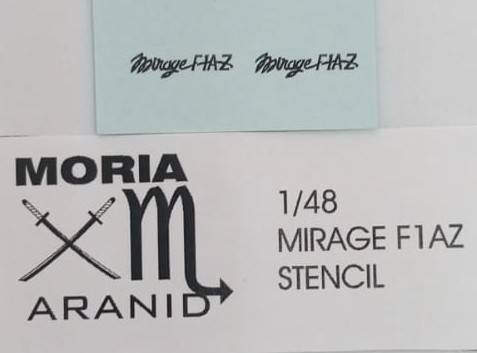 Mirage F1AZ Mirage F1AZ
MORIA
ARANID
1/48
MIRAGE F1AZ
STENCIL